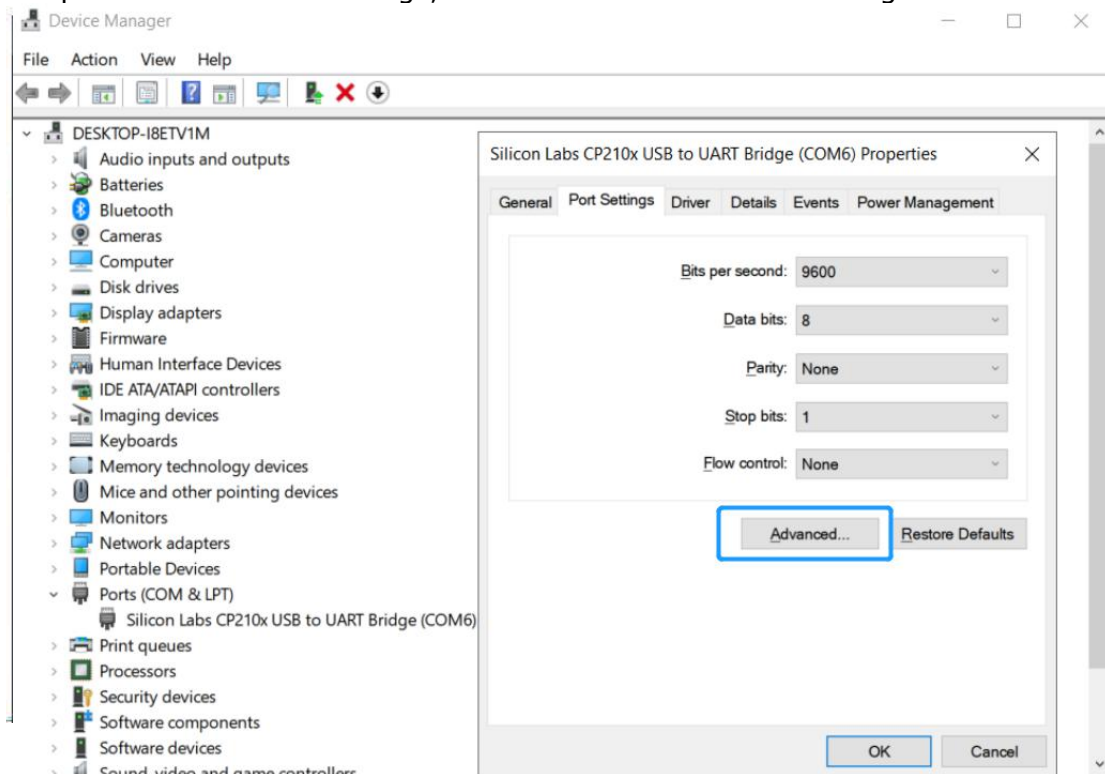 Device Manager
File Action View Help
DESKTOP-I8ETV1M
Audio inputs and outputs
Batteries
Bluetooth
Cameras
Computer
Disk drives
Display adapters
Firmware
Human Interface Devices
IDE ATA/ATAPI controllers
Imaging devices
Keyboards
Memory technology devices
Mice and other pointing devices
Monitors
Network adapters
Portable Devices
Ports (COM & LPT)
Silicon Labs CP210x USB to UART Bridge (COM6)
Print queues
Processors
Security devices
Software components
Software devices
Sound, video and game controllers
Silicon Labs CP210x USB to UART Bridge (COM6) Properties
General Port Settings Driver Details Events Power Management
Bits per second: 9600
Data bits: 8
Parity: None
Stop bits: 1
Flow control: None
Advanced... Restore Defaults
OK Cancel